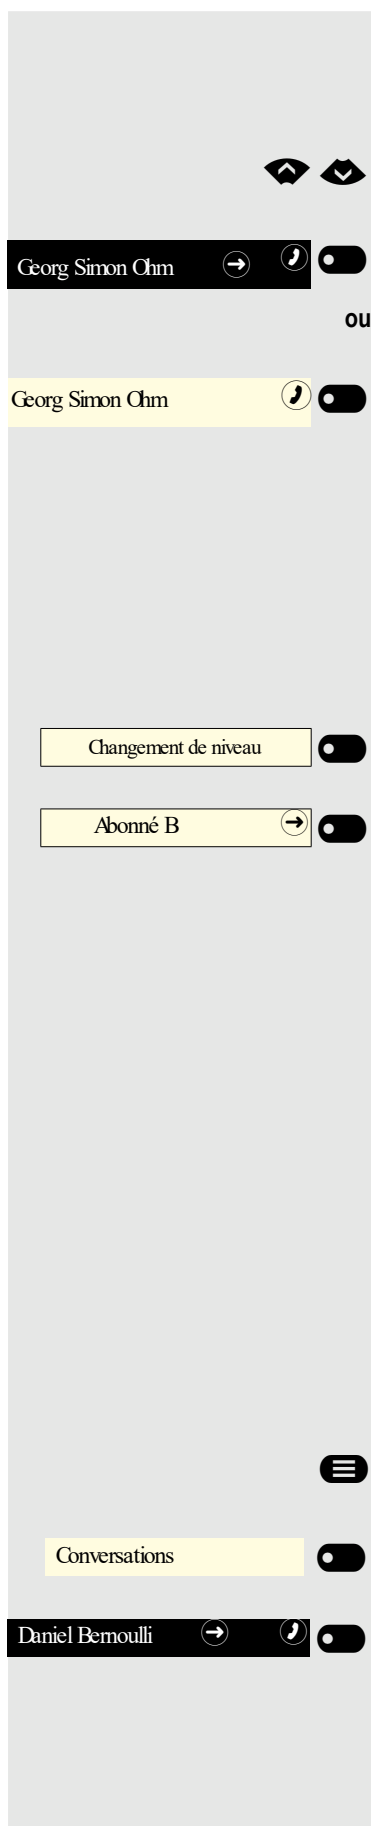 Georg Simon Ohm
ou
Georg Simon Ohm
Changement de niveau
Abonné B
Conversations
Daniel Bernoulli